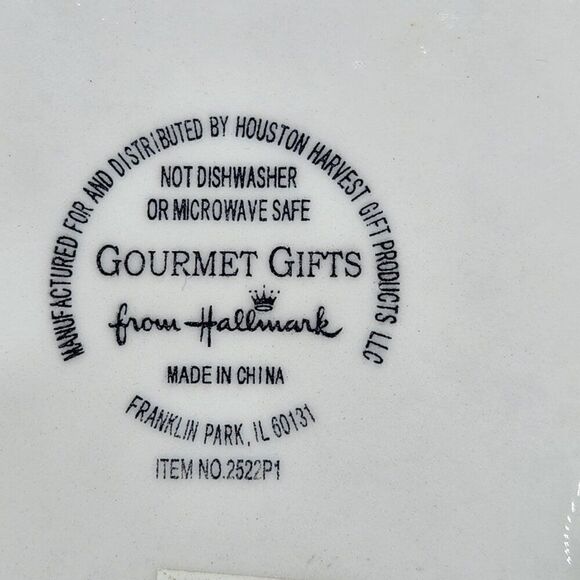 MANUFACTURED FOR AND DISTRIBUTED BY HOUSTON HARVEST GIFT PRODUCTS LLC
NOT DISHWASHER
OR MICROWAVE SAFE
GOURMET GIFTS
from Hallmark
MADE IN CHINA
FRANKLIN PARK, IL 60131
ITEM NO.2522P1